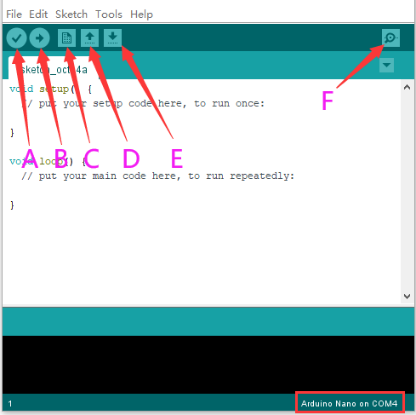 File Edit Sketch Tools Help
void setup() {
// put your setup code here, to run once:
}
void loop() {
// put your main code here, to run repeatedly:
}
A B C D E F
1
Arduino Nano on COM4